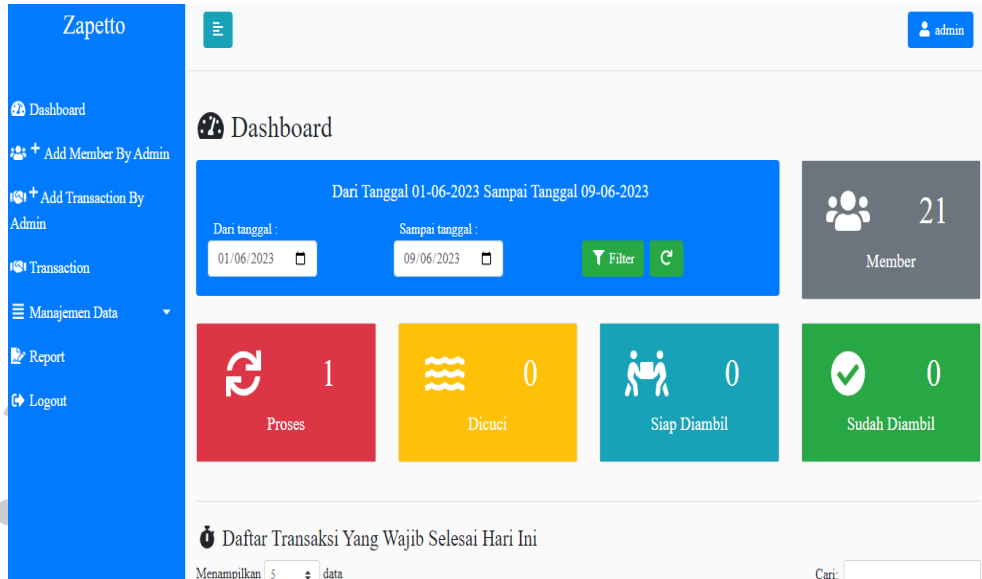 Zapetto
admin
Dashboard
Add Member By Admin
Add Transaction By
Admin
Transaction
Manajemen Data
Report
Logout
Dashboard
Dari Tanggal 01-06-2023 Sampai Tanggal 09-06-2023
Dari tanggal : Sampai tanggal :
01/06/2023 09/06/2023 Filter
21
Member
1
Proses
0
Dicuci
0
Siap Diambil
0
Sudah Diambil
Daftar Transaksi Yang Wajib Selesai Hari Ini
Menampilkan 5 data Cari: